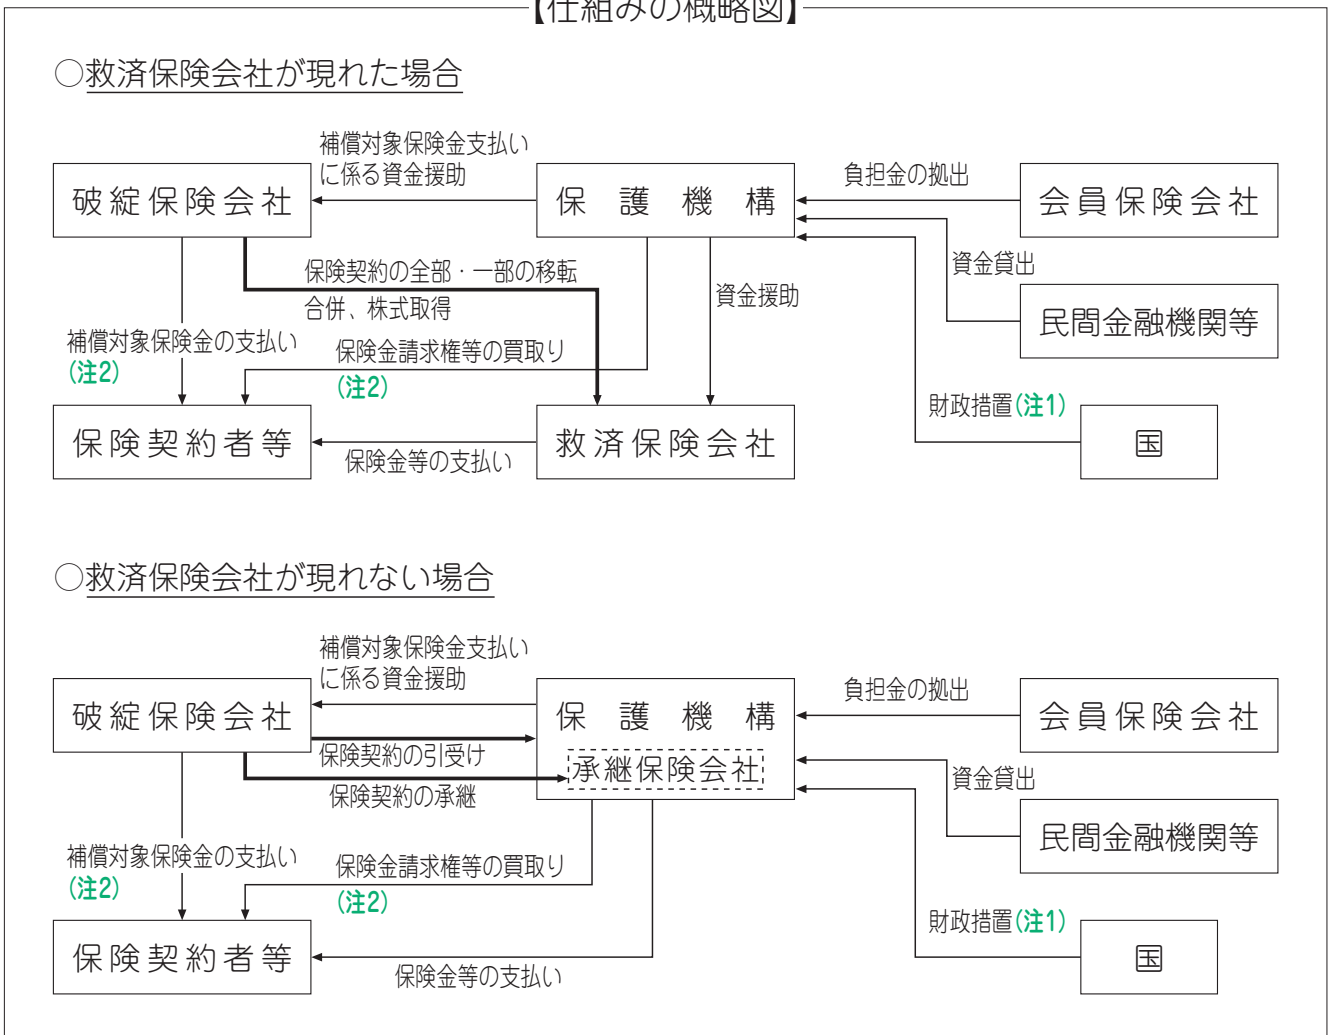 【仕組みの概略図】
○救済保険会社が現れた場合
補償対象保険金支払い
に係る資金援助
破綻保険会社
保護機構
負担金の拠出
会員保険会社
保険契約の全部・一部の移転
合併、株式取得
資金援助
資金貸出
民間金融機関等
補償対象保険金の支払い
(注2)
保険金請求権等の買取り
(注2)
財政措置(注1)
保険契約者等
保険金等の支払い
救済保険会社
国
○救済保険会社が現れない場合
補償対象保険金支払い
に係る資金援助
破綻保険会社
保護機構
負担金の拠出
会員保険会社
保険契約の引受け
承継保険会社
保険契約の承継
資金貸出
民間金融機関等
補償対象保険金の支払い
(注2)
保険金請求権等の買取り
(注2)
財政措置(注1)
保険契約者等
保険金等の支払い
国